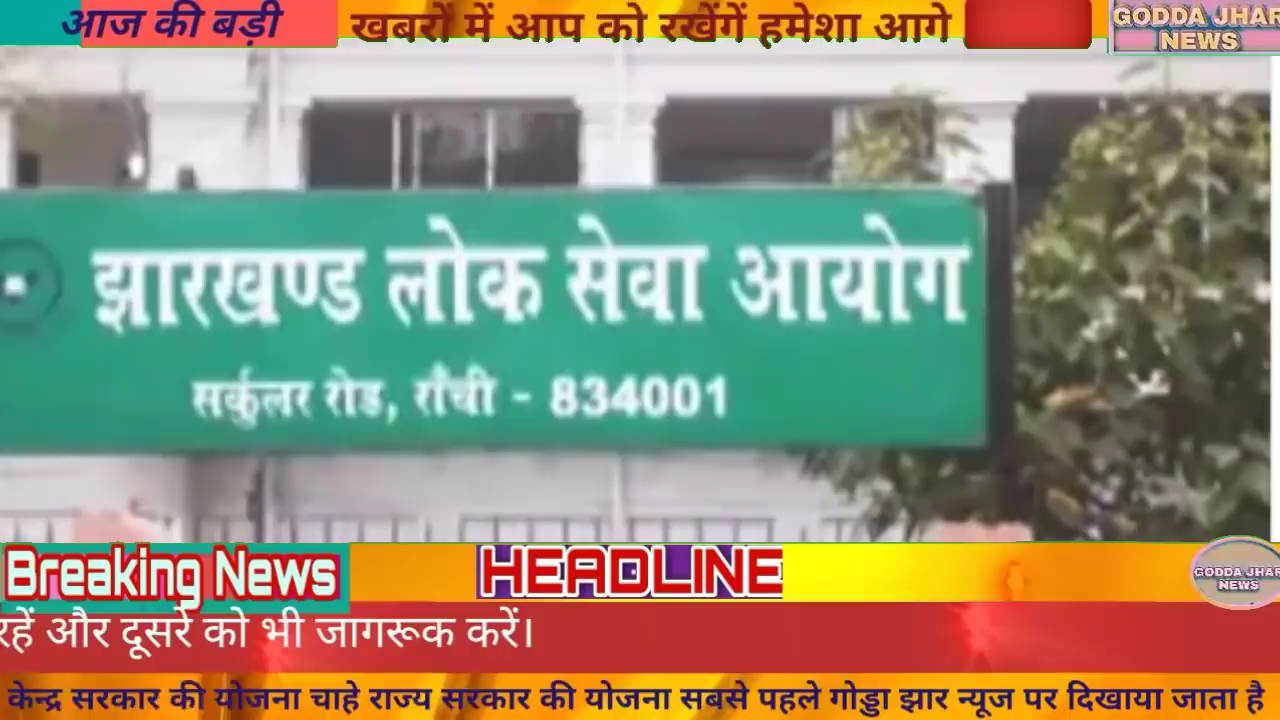 आज की बड़ी
खबरों में आप को रखेंगें हमेशा आगे
GODDA JHAR
NEWS
झारखण्ड लोक सेवा आयोग
सर्कुलर रोड, राँची - 834001
Breaking News
HEADLINE
GODDA JHAR
NEWS
रहें और दूसरे को भी जागरूक करें।
केन्द्र सरकार की योजना चाहे राज्य सरकार की योजना सबसे पहले गोड्डा झार न्यूज पर दिखाया जाता है